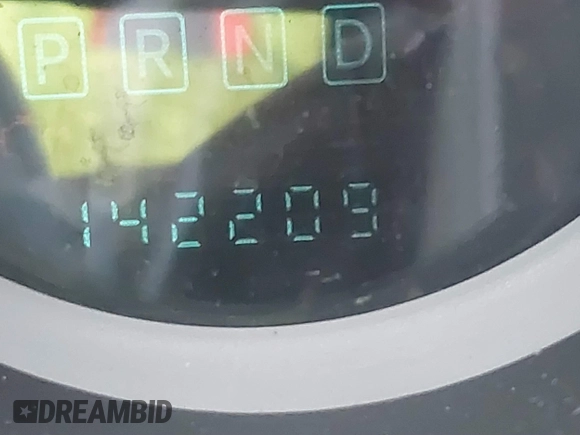 P R N D
142209
DREAMBID